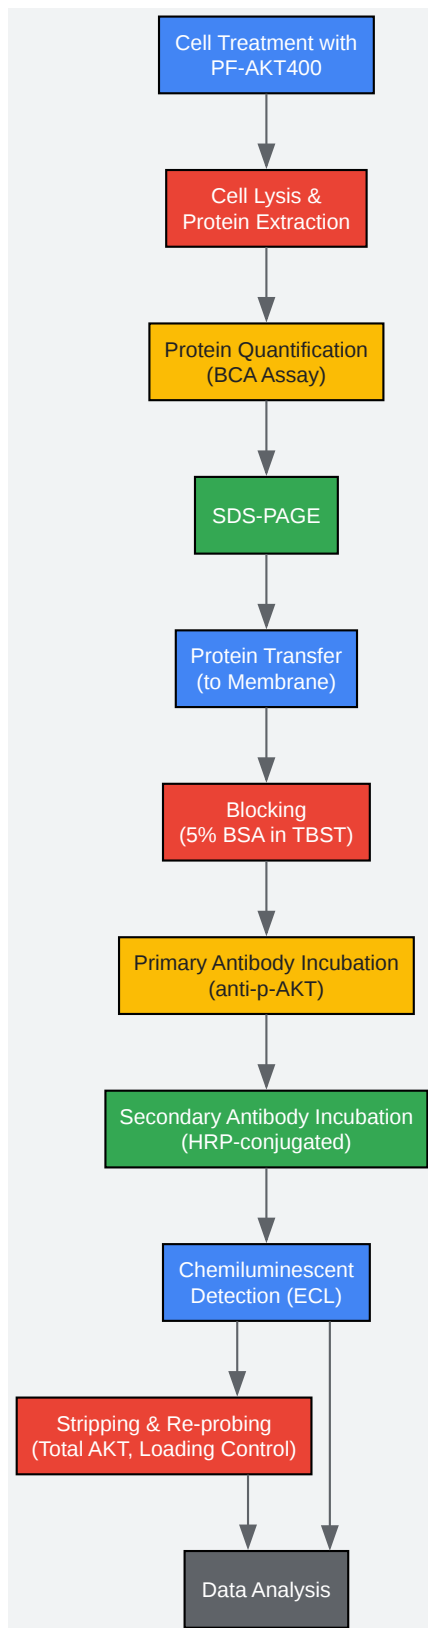 Cell Treatment with
PF-AKT400
Cell Lysis &
Protein Extraction
Protein Quantification
(BCA Assay)
SDS-PAGE
Protein Transfer
(to Membrane)
Blocking
(5% BSA in TBST)
Primary Antibody Incubation
(anti-p-AKT)
Secondary Antibody Incubation
(HRP-conjugated)
Chemiluminescent
Detection (ECL)
Stripping & Re-probing
(Total AKT, Loading Control)
Data Analysis